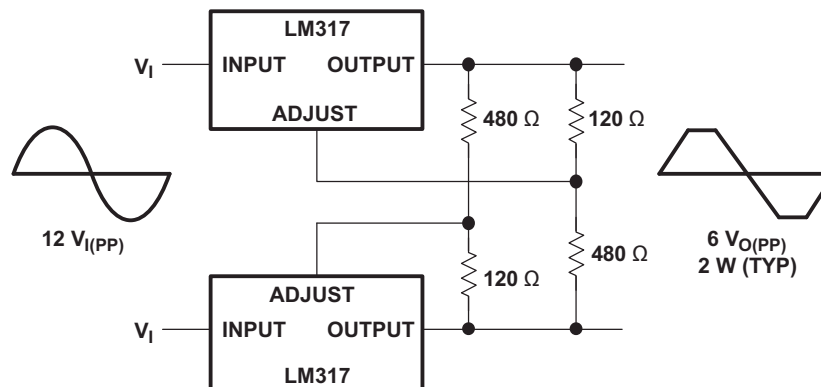 LM317
V_I INPUT OUTPUT
ADJUST
480 Ω 120 Ω
12 V_I(PP)
6 V_O(PP)
2 W (TYP)
120 Ω 480 Ω
ADJUST
V_I INPUT OUTPUT
LM317